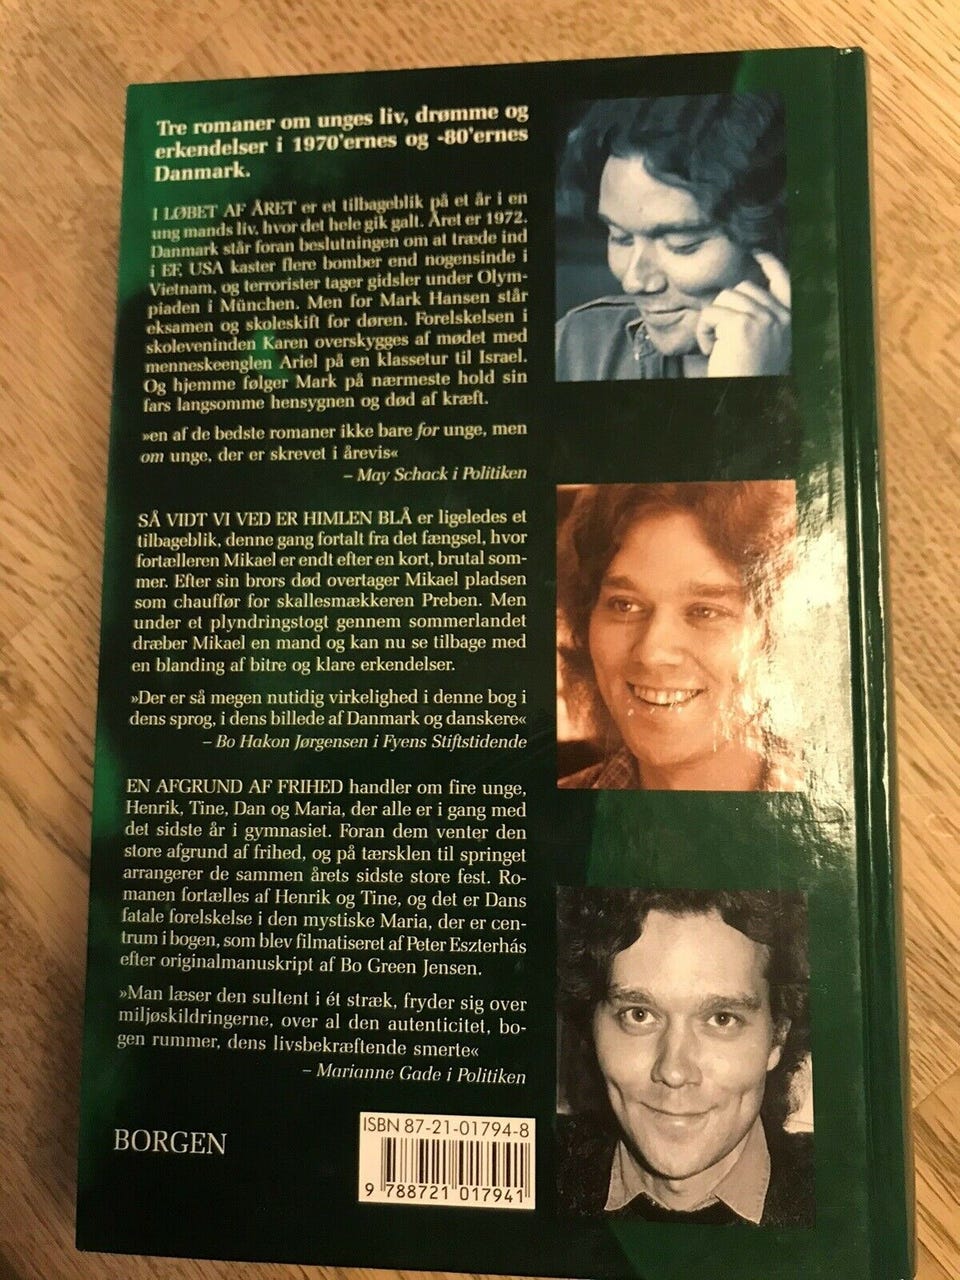 Tre romaner om unges liv, drømme og
erkendelser i 1970'ernes og -80'ernes
Danmark.
I LØBET AF ÅRET er et tilbageblik på et år i en
ung mands liv, hvor det hele gik galt. Året er 1972.
Danmark står foran beslutningen om at træde ind
i EF, USA kaster flere bomber end nogensinde i
Vietnam, og terrorister tager gidsler under Olym-
piaden i München. Men for Mark Hansen står
eksamen og skoleskift for døren. Forelskelsen i
skoleveninden Karen overskygges af mødet med
menneskeenglen Ariel på en klassetur til Israel.
Og hjemme følger Mark på nærmeste hold sin
fars langsomme hensygnen og død af kræft.
»en af de bedste romaner ikke bare for unge, men
om unge, der er skrevet i årevis«
– May Schack i Politiken
SÅ VIDT VI VED ER HIMLEN BLÅ er ligeledes et
tilbageblik, denne gang fortalt fra det fængsel, hvor
fortælleren Mikael er endt efter en kort, brutal som-
mer. Efter sin brors død overtager Mikael pladsen
som chauffør for skallesmækkeren Preben. Men
under et plyndringstogt gennem sommerlandet
dræber Mikael en mand og kan nu se tilbage med
en blanding af bitre og klare erkendelser.
»Der er så megen nutidig virkelighed i denne bog i
dens sprog, i dens billede af Danmark og danskere«
– Bo Hakon Jørgensen i Fyens Stiftstidende
EN AFGRUND AF FRIHED handler om fire unge,
Henrik, Tine, Dan og Maria, der alle er i gang med
det sidste år i gymnasiet. Foran dem venter den
store afgrund af frihed, og på tærsklen til springet
arrangerer de sammen årets sidste store fest. Ro-
manen fortælles af Henrik og Tine, og det er Dans
fatale forelskelse i den mystiske Maria, der er cen-
trum i bogen, som blev filmatiseret af Peter Eszterhás
efter originalmanuskript af Bo Green Jensen.
»Man læser den sultent i ét stræk, fryder sig over
miljøskildringerne, over al den autenticitet, bo-
gen rummer, dens livsbekræftende smerte«
– Marianne Gade i Politiken
BORGEN
ISBN 87-21-01794-8
9 788721 017941